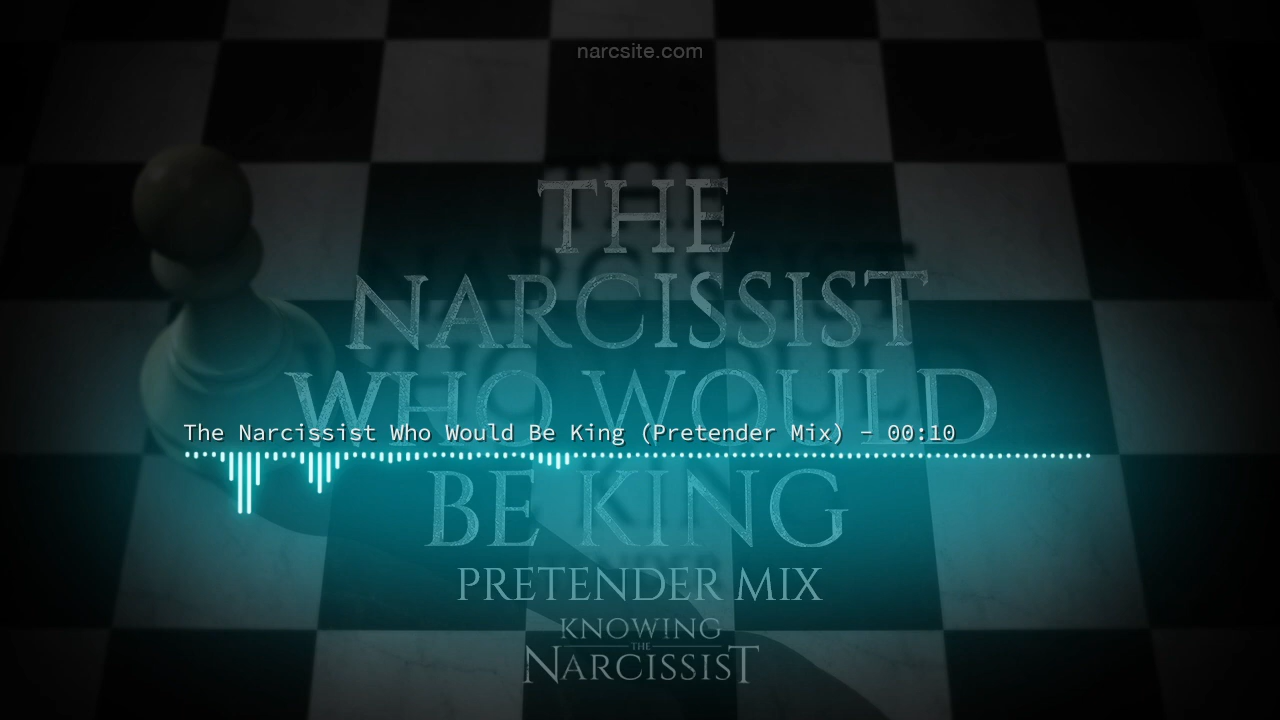 narcsite.com
THE
NARCISSIST
WHO WOULD
The Narcissist Who Would Be King (Pretender Mix) - 00:10
BE KING
PRETENDER MIX
KNOWING
THE
NARCISSIST